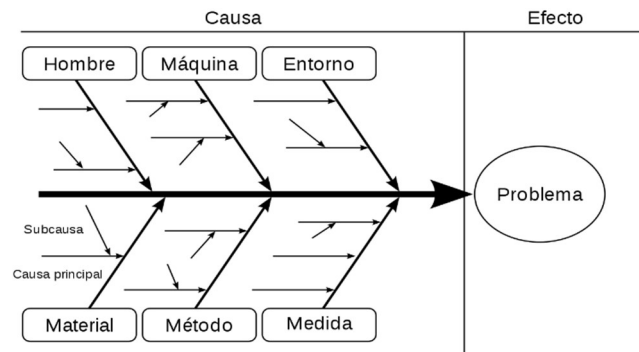 Causa
Efecto
Hombre
Máquina
Entorno
Problema
Subcausa
Causa principal
Material
Método
Medida